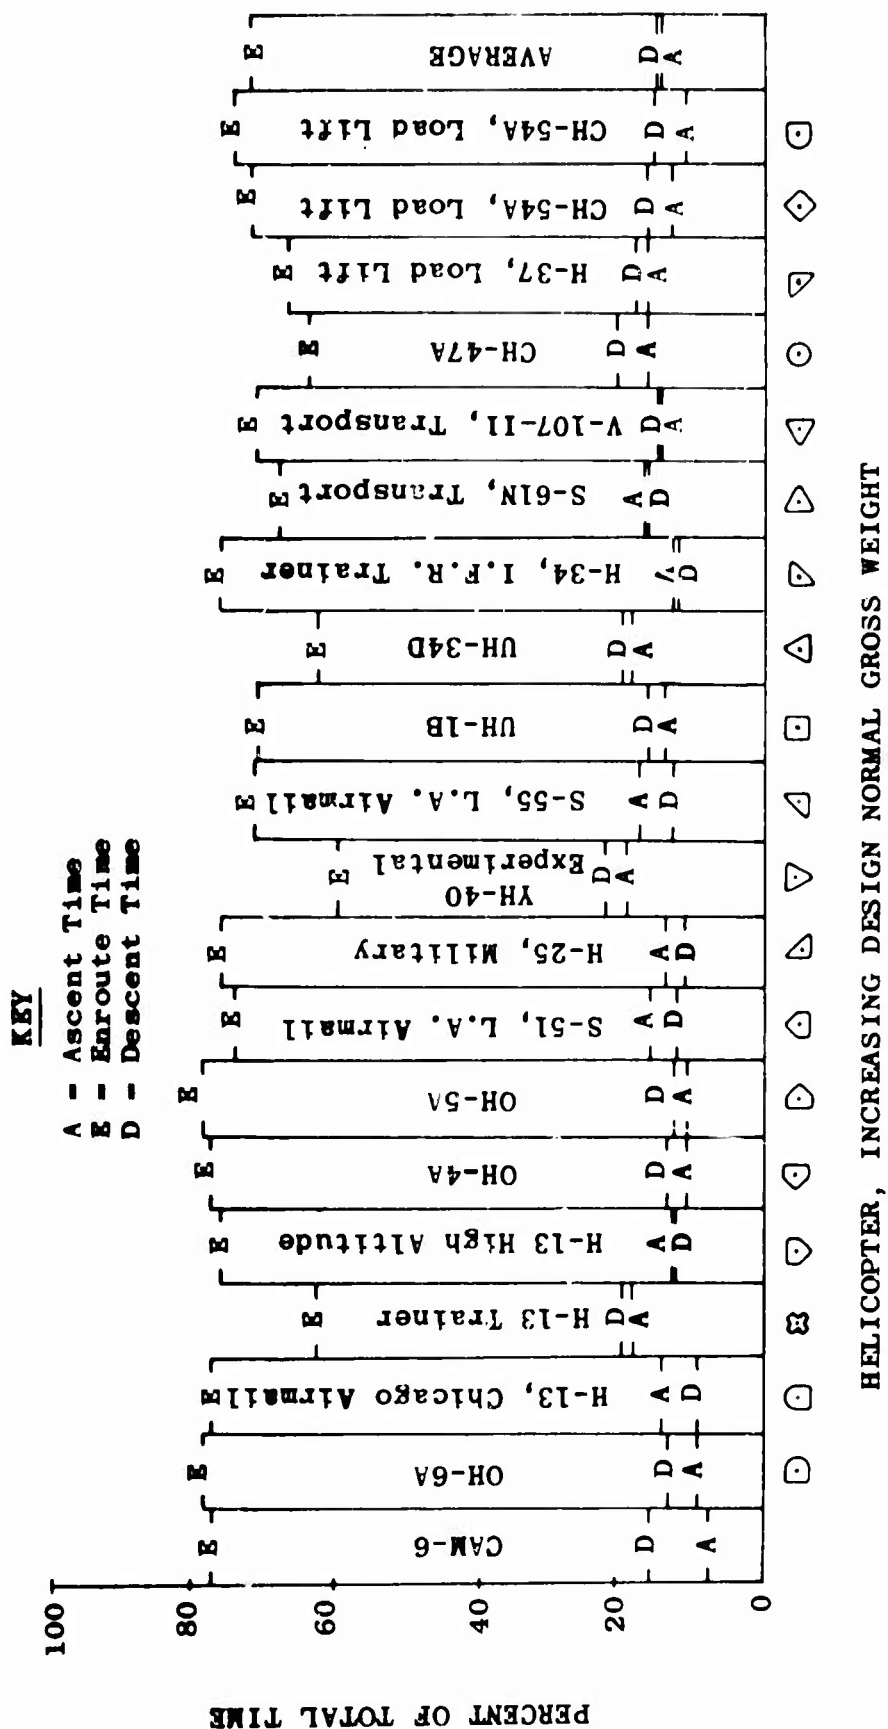 KEY
A - Ascent Time
E - Enroute Time
D - Descent Time
PERCENT OF TOTAL TIME
100
80
60
40
20
0
E
CAM-6
D
A
E
OH-6A
D
A
E
H-13, Chicago Airmail
A
D
E
H-13 Trainer
D
A
E
H-13 High Altitude
A
D
E
OH-4A
D
A
E
OH-5A
D
A
E
S-51, L.A. Airmail
A
D
E
H-25, Military
A
D
E
YH-40
Experimental
D
A
E
S-55, L.A. Airmail
A
D
E
UH-1B
D
A
E
UH-34D
D
A
E
H-34, I.F.R. Trainer
A
D
E
S-61N, Transport
A
D
E
V-107-II, Transport
D
A
E
CH-47A
D
A
E
H-37, Load Lift
D
A
E
CH-54A, Load Lift
D
A
E
CH-54A, Load Lift
D
A
E
AVERAGE
D
A
HELICOPTER, INCREASING DESIGN NORMAL GROSS WEIGHT